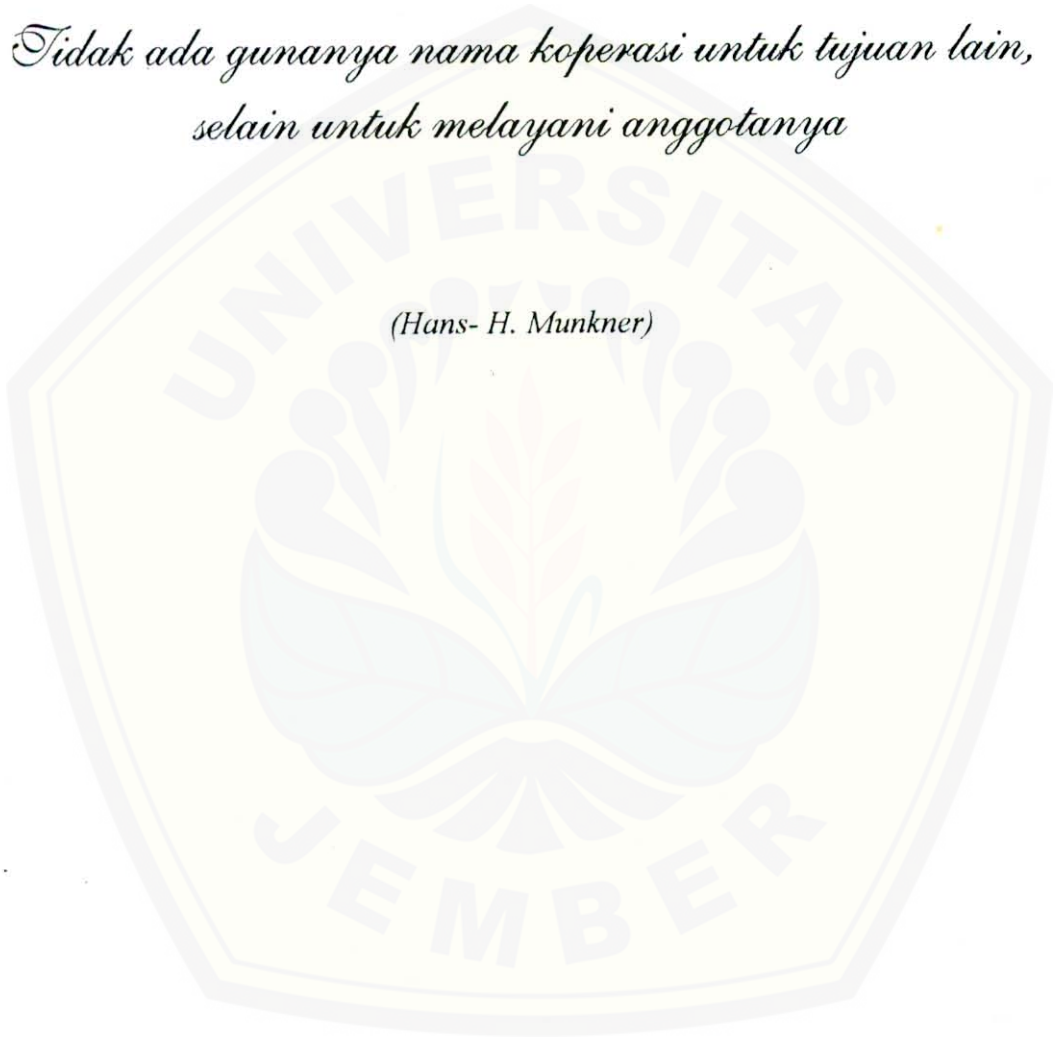 Tidak ada gunanya nama koperasi untuk tujuan lain,
selain untuk melayani anggotanya
UNIVERSITAS
(Hans- H. Munkner)
JEMBER